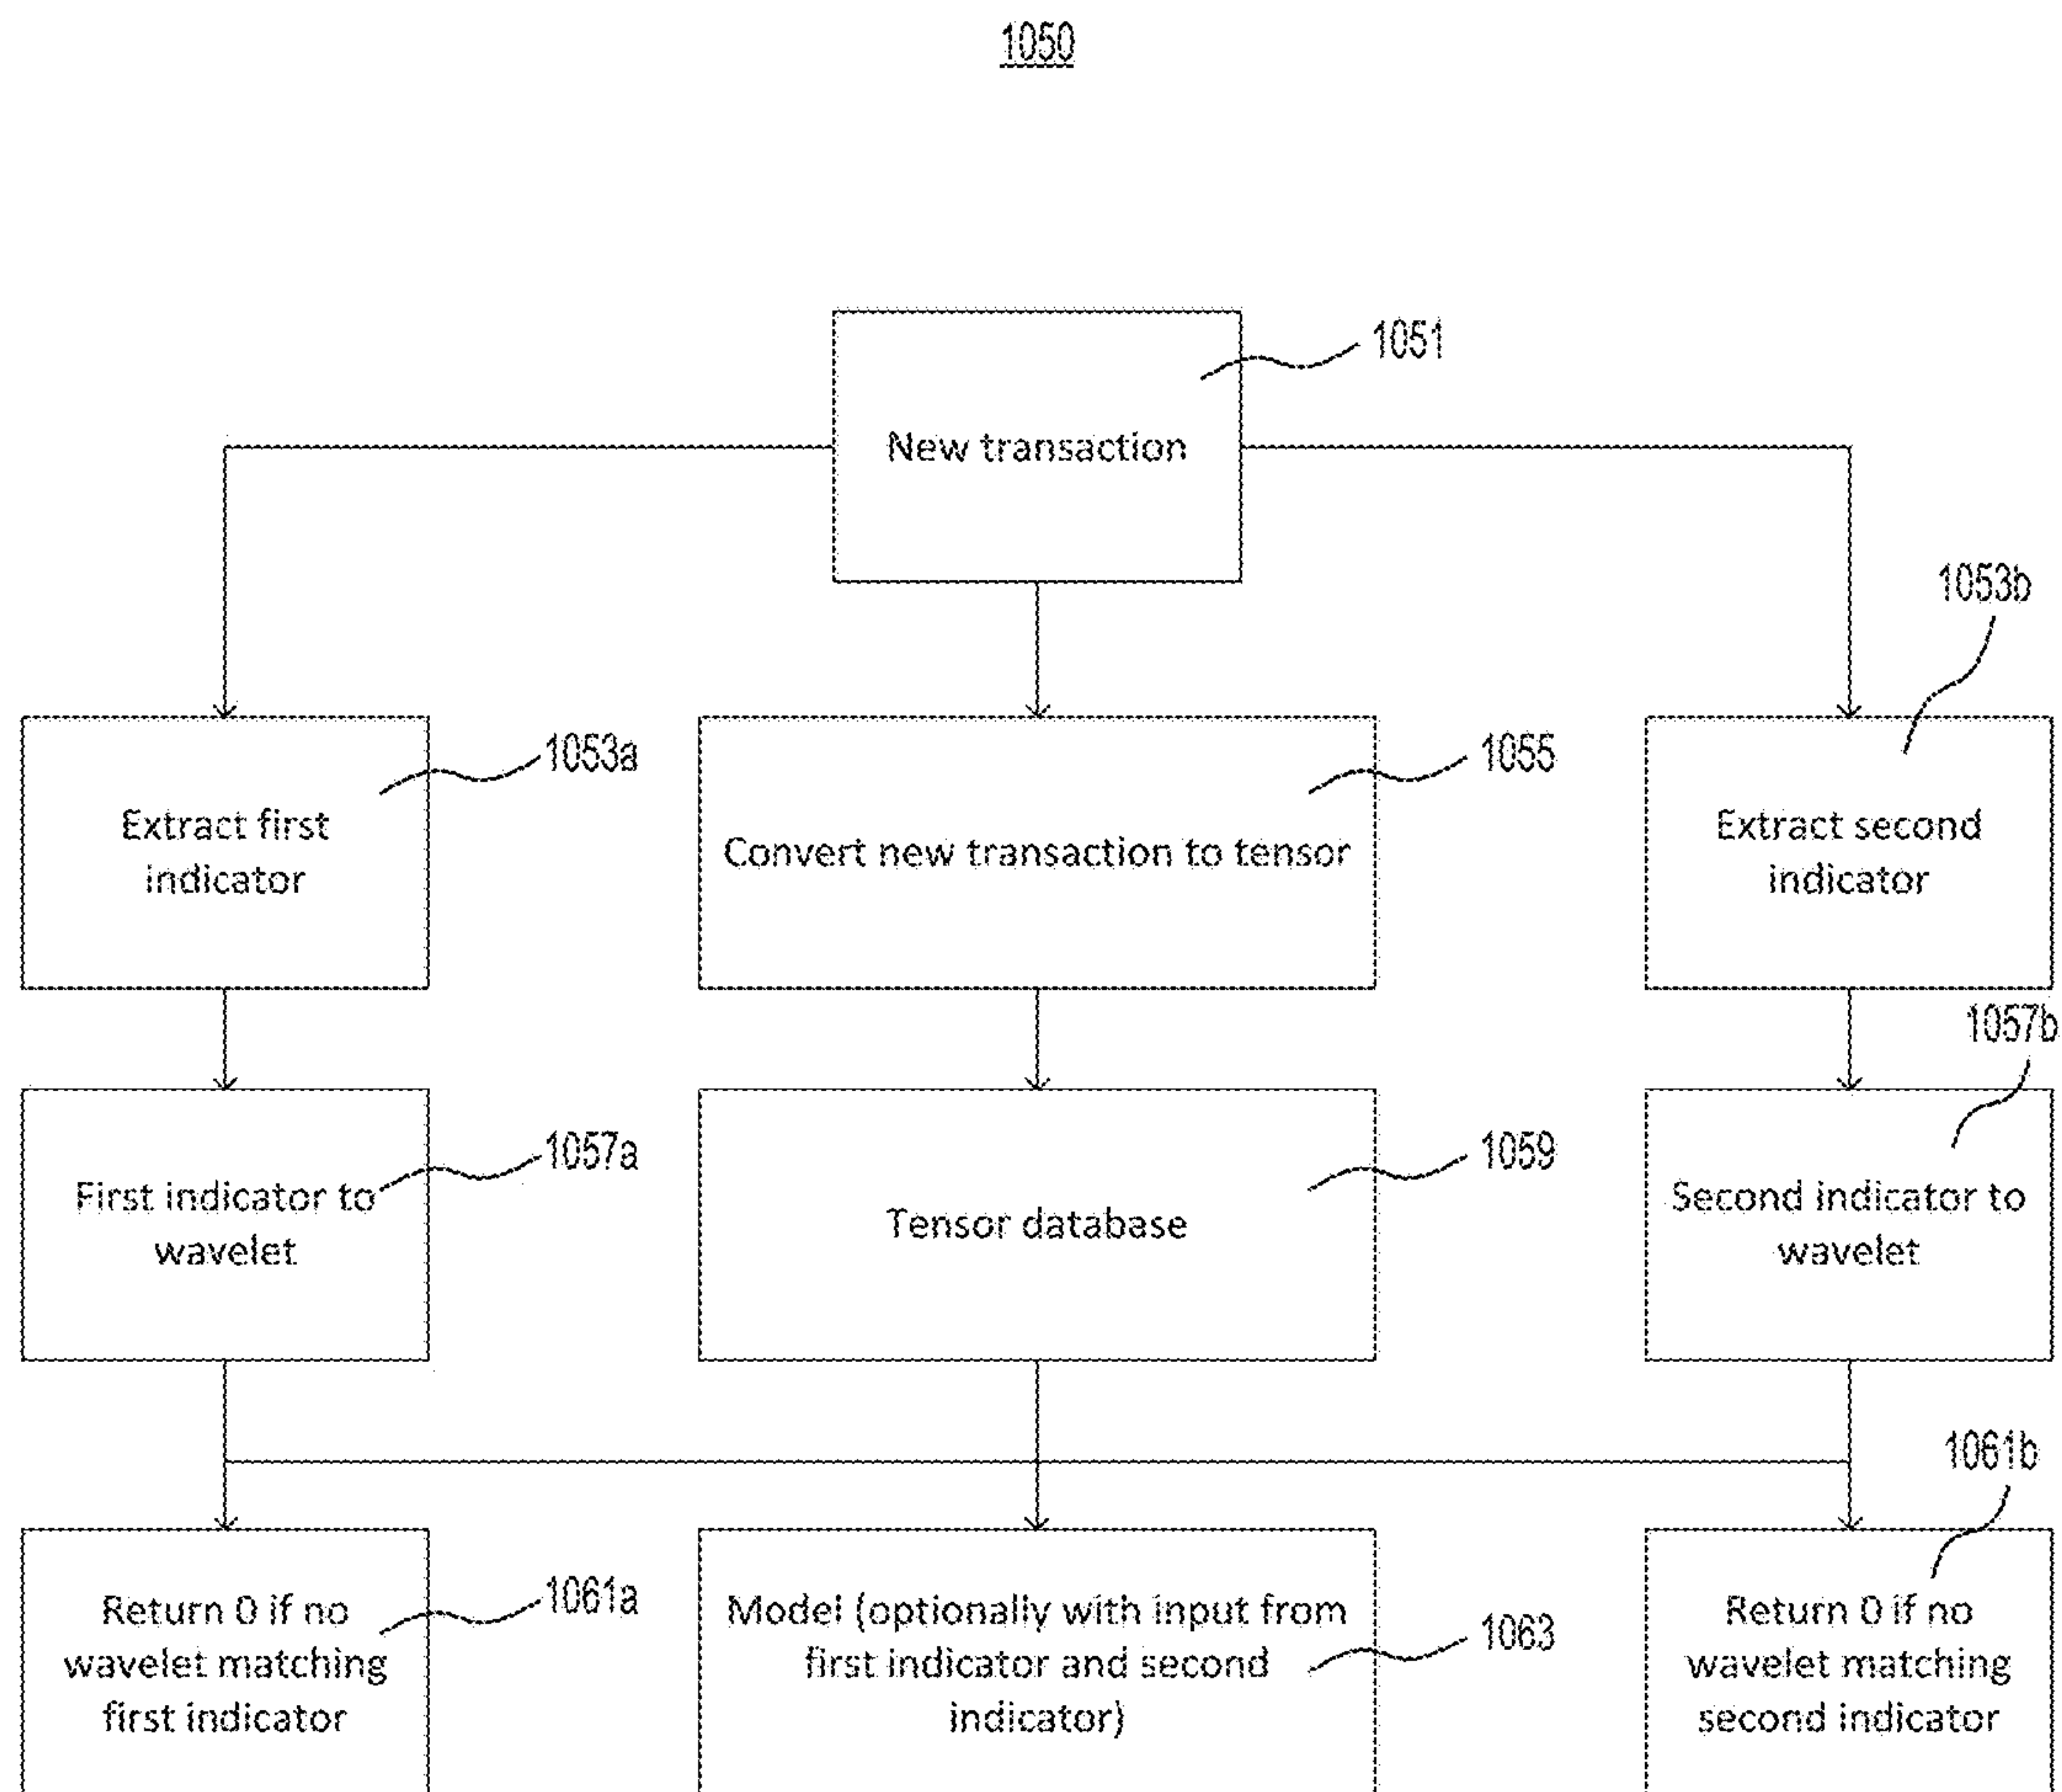 1050
New transaction
1051
1053b
Extract first
indicator
1053a
Convert new transaction to tensor
1055
Extract second
indicator
1057b
First indicator to
wavelet
1057a
Tensor database
1059
Second indicator to
wavelet
1061b
Return 0 if no
wavelet matching
first indicator
1061a
Model (optionally with input from
first indicator and second
indicator)
1063
Return 0 if no
wavelet matching
second indicator